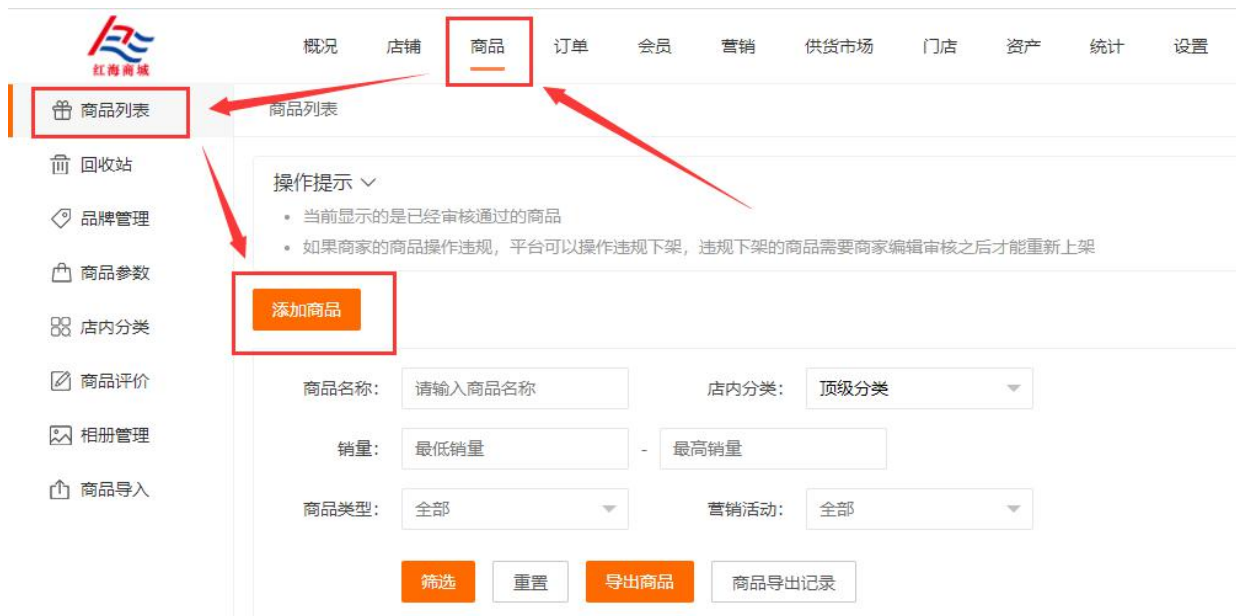 红海商城
概况 店铺 商品 订单 会员 营销 供货市场 门店 资产 统计 设置
商品列表
回收站
品牌管理
商品参数
店内分类
商品评价
相册管理
商品导入
商品列表
操作提示
当前显示的是已经审核通过的商品
如果商家的商品操作违规，平台可以操作违规下架，违规下架的商品需要商家编辑审核之后才能重新上架
添加商品
商品名称： 请输入商品名称 店内分类： 顶级分类
销量： 最低销量 - 最高销量
商品类型： 全部 营销活动： 全部
筛选 重置 导出商品 商品导出记录